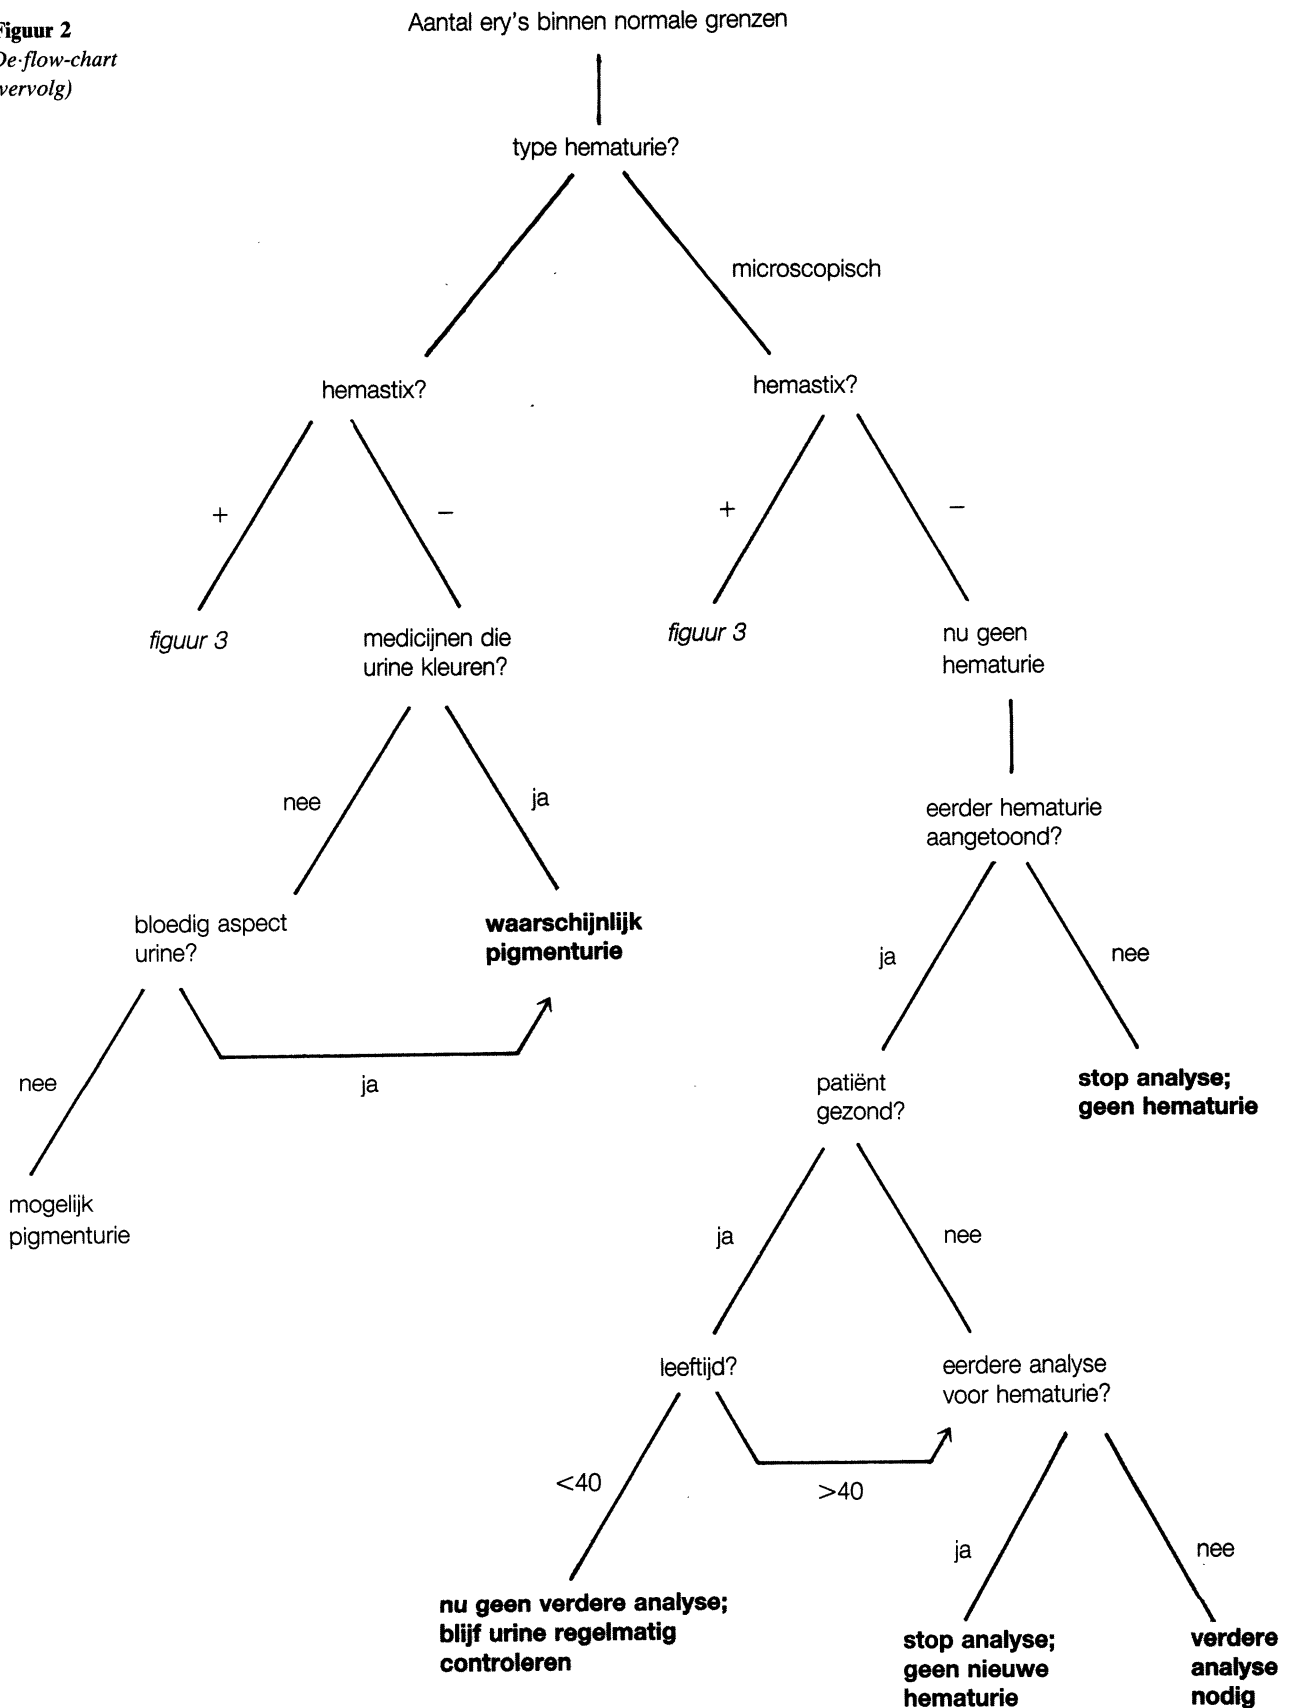 Figuur 2
De flow-chart
(vervolg)
Aantal ery's binnen normale grenzen
type hematurie?
microscopisch
hemastix?
hemastix?
+
−
+
−
figuur 3
medicijnen die
urine kleuren?
figuur 3
nu geen
hematurie
nee
ja
eerder hematurie
aangetoond?
bloedig aspect
urine?
waarschijnlijk
pigmenturie
ja
nee
nee
ja
patiënt
gezond?
stop analyse;
geen hematurie
mogelijk
pigmenturie
ja
nee
leeftijd?
eerdere analyse
voor hematurie?
<40
>40
ja
nee
nu geen verdere analyse;
blijf urine regelmatig
controleren
stop analyse;
geen nieuwe
hematurie
verdere
analyse
nodig